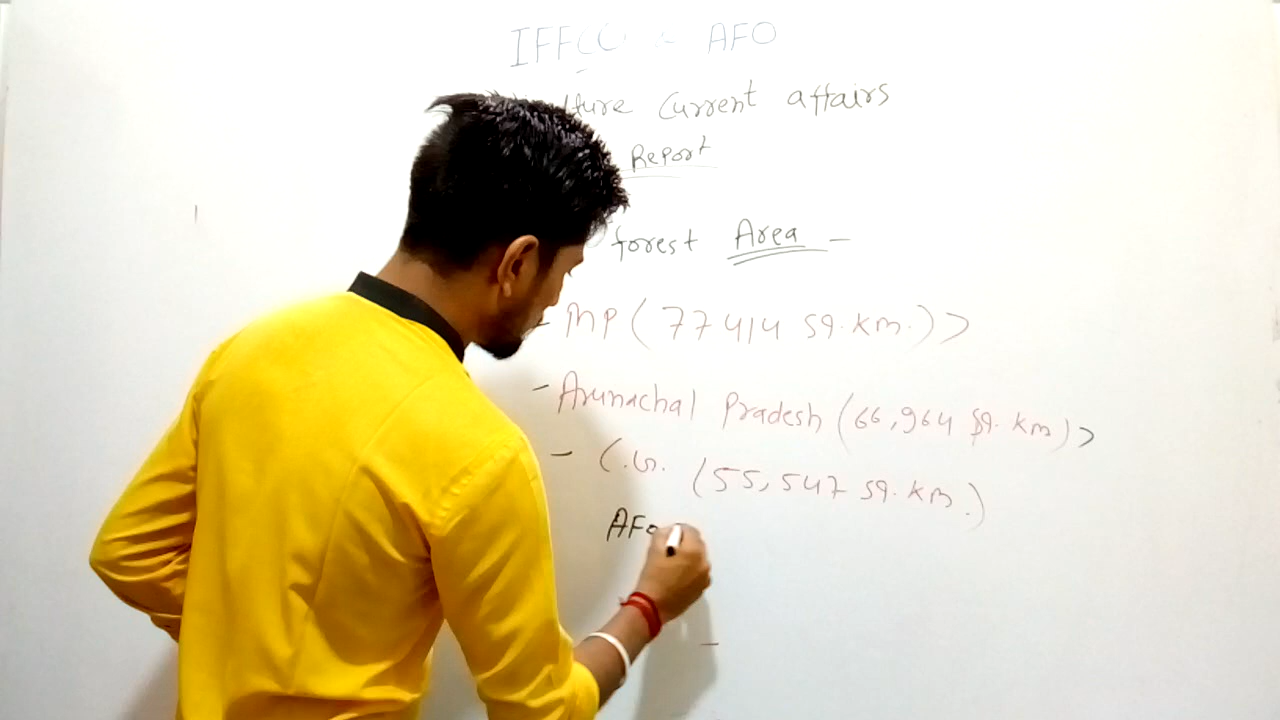 IFFCO & AFO
Current affairs
Report
forest Area -
- MP (77414 Sq. Km.) >
- Arunachal Pradesh (66,964 Sq. Km) >
- C.G. (55,547 Sq. Km.)
AFO